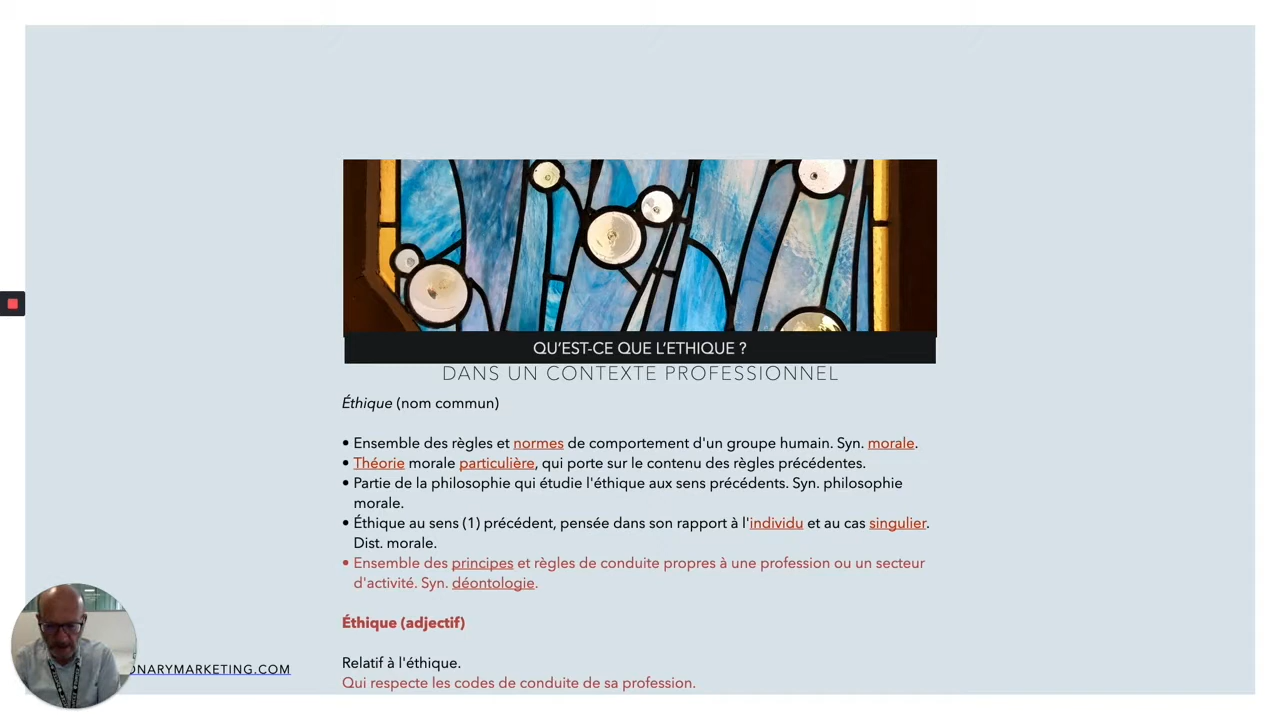 QU'EST-CE QUE L'ETHIQUE ?
DANS UN CONTEXTE PROFESSIONNEL
Éthique (nom commun)
• Ensemble des règles et normes de comportement d'un groupe humain. Syn. morale.
• Théorie morale particulière, qui porte sur le contenu des règles précédentes.
• Partie de la philosophie qui étudie l'éthique aux sens précédents. Syn. philosophie
morale.
• Éthique au sens (1) précédent, pensée dans son rapport à l'individu et au cas singulier.
Dist. morale.
• Ensemble des principes et règles de conduite propres à une profession ou un secteur
d'activité. Syn. déontologie.
Éthique (adjectif)
Relatif à l'éthique.
ONARYMARKETING.COM
Qui respecte les codes de conduite de sa profession.